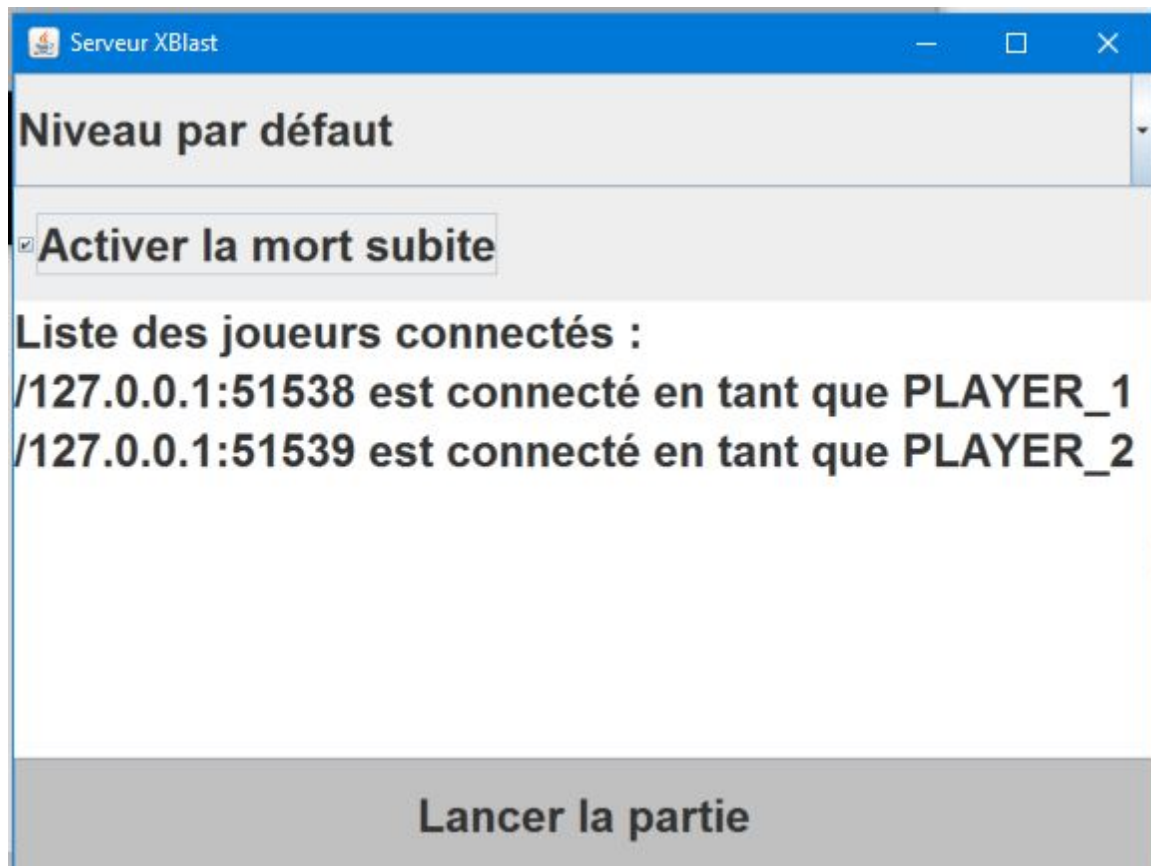 Serveur XBlast
Niveau par défaut
Activer la mort subite
Liste des joueurs connectés :
/127.0.0.1:51538 est connecté en tant que PLAYER_1
/127.0.0.1:51539 est connecté en tant que PLAYER_2
Lancer la partie